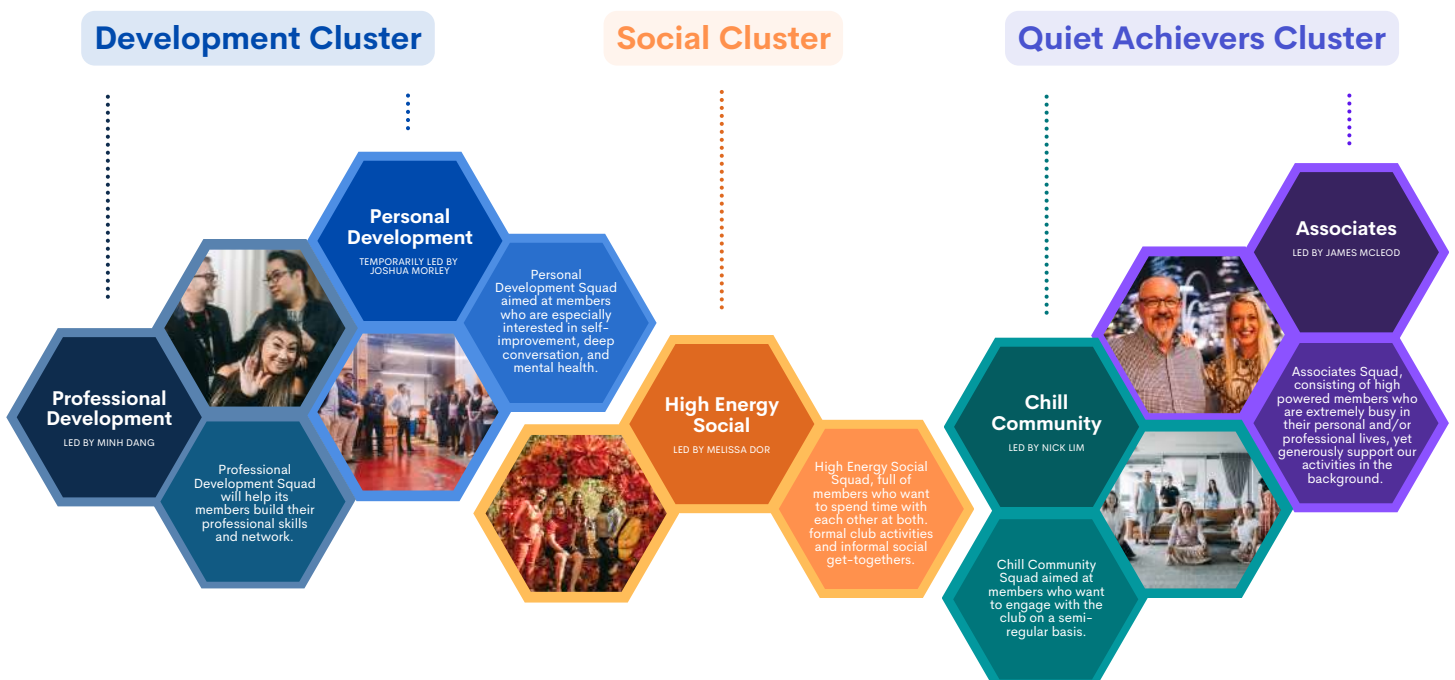 Development Cluster
Social Cluster
Quiet Achievers Cluster
Professional
Development
LED BY MINH DANG
Professional
Development Squad
will help its
members build their
professional skills
and network.
Personal
Development
TEMPORARILY LED BY
JOSHUA MORLEY
Personal
Development Squad
aimed at members
who are especially
interested in self-
improvement, deep
conversation, and
mental health.
High Energy
Social
LED BY MELISSA DOR
High Energy Social
Squad, full of
members who want
to spend time with
each other at both.
formal club activities
and informal social
get-togethers.
Chill
Community
LED BY NICK LIM
Chill Community
Squad aimed at
members who want
to engage with the
club on a semi-
regular basis.
Associates
LED BY JAMES MCLEOD
Associates Squad,
consisting of high
powered members who
are extremely busy in
their personal and/or
professional lives, yet
generously support our
activities in the
background.